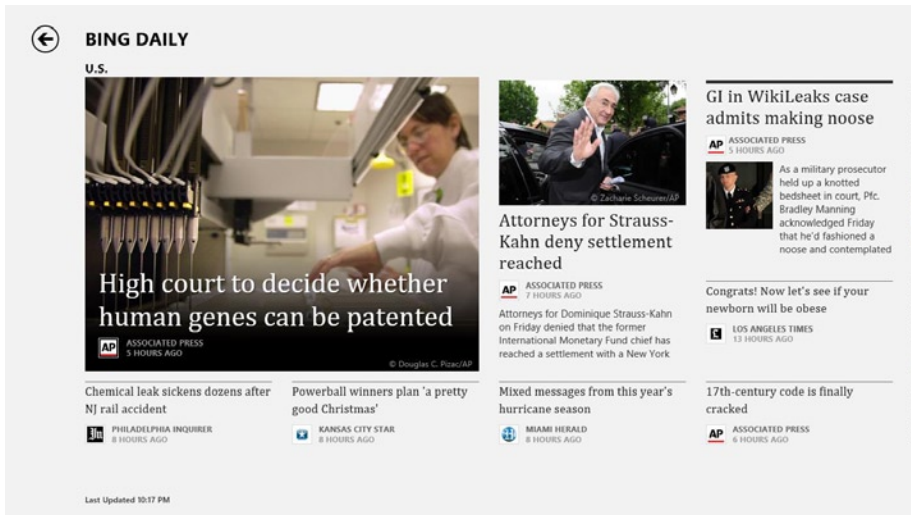 BING DAILY
U.S.
High court to decide whether
human genes can be patented
AP
ASSOCIATED PRESS
5 HOURS AGO
© Douglas C. Pizac/AP
© Zacharie Scheurer/AP
Attorneys for Strauss-
Kahn deny settlement
reached
AP
ASSOCIATED PRESS
7 HOURS AGO
Attorneys for Dominique Strauss-Kahn
on Friday denied that the former
International Monetary Fund chief has
reached a settlement with a New York
GI in WikiLeaks case
admits making noose
AP
ASSOCIATED PRESS
5 HOURS AGO
As a military prosecutor
held up a knotted
bedsheet in court, Pfc.
Bradley Manning
acknowledged Friday
that he'd fashioned a
noose and contemplated
Congrats! Now let's see if your
newborn will be obese
LOS ANGELES TIMES
13 HOURS AGO
Chemical leak sickens dozens after
NJ rail accident
PHILADELPHIA INQUIRER
8 HOURS AGO
Powerball winners plan 'a pretty
good Christmas'
KANSAS CITY STAR
8 HOURS AGO
Mixed messages from this year's
hurricane season
MIAMI HERALD
8 HOURS AGO
17th-century code is finally
cracked
AP
ASSOCIATED PRESS
6 HOURS AGO
Last Updated 10:17 PM